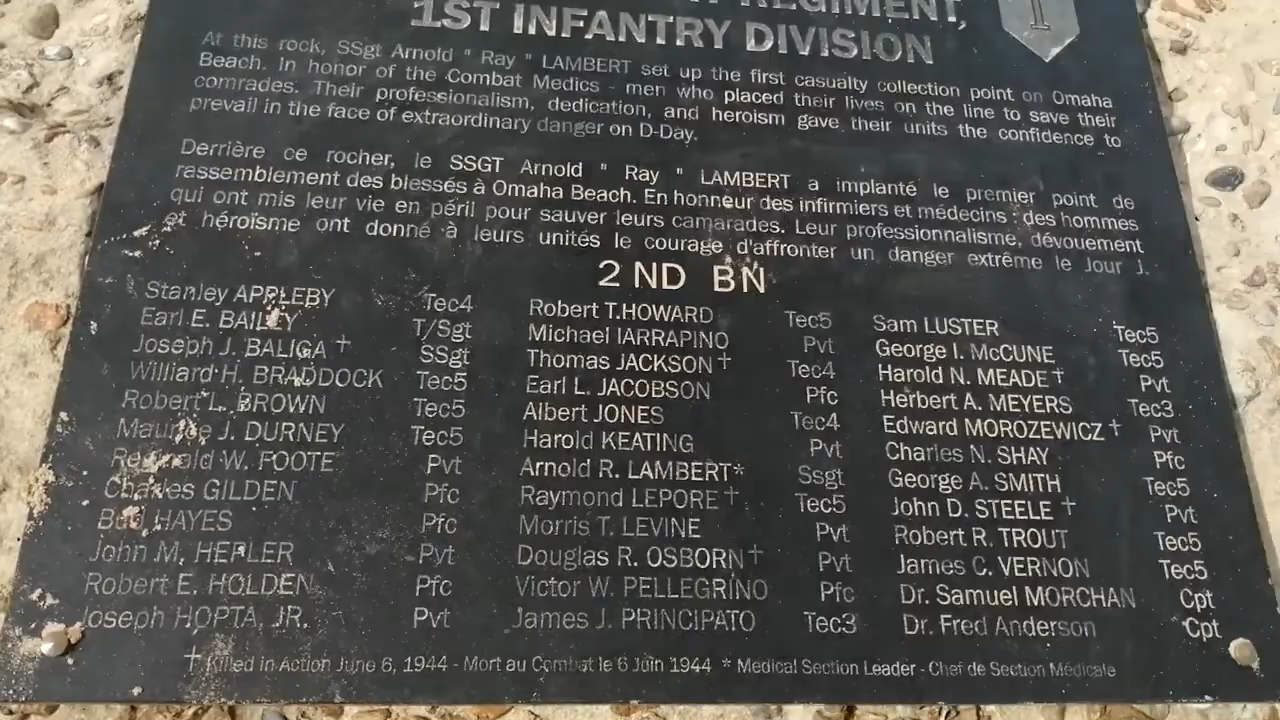 REGIMENT,
1ST INFANTRY DIVISION
1
At this rock, SSgt Arnold " Ray " LAMBERT set up the first casualty collection point on Omaha
Beach. In honor of the Combat Medics - men who placed their lives on the line to save their
comrades. Their professionalism, dedication, and heroism gave their units the confidence to
prevail in the face of extraordinary danger on D-Day.
Derrière ce rocher, le SSGT Arnold " Ray " LAMBERT a implanté le premier point de
rassemblement des blessés à Omaha Beach. En honneur des infirmiers et médecins : des hommes
qui ont mis leur vie en péril pour sauver leurs camarades. Leur professionnalisme, dévouement
et héroïsme ont donné à leurs unités le courage d'affronter un danger extrême le Jour J.
2 ND BN
Stanley APPLEBY Tec4
Earl E. BAILEY T/Sgt
Joseph J. BALIGA † SSgt
Williard H. BRADDOCK Tec5
Robert L. BROWN Tec5
Maurice J. DURNEY Tec5
Reginald W. FOOTE Pvt
Charles GILDEN Pfc
Bud HAYES Pfc
John M. HEPLER Pvt
Robert E. HOLDEN Pfc
Joseph HOPTA, JR. Pvt
Robert T.HOWARD Tec5
Michael IARRAPINO Pvt
Thomas JACKSON † Tec4
Earl L. JACOBSON Pfc
Albert JONES Tec4
Harold KEATING Pvt
Arnold R. LAMBERT* Ssgt
Raymond LEPORE † Tec5
Morris T. LEVINE Pvt
Douglas R. OSBORN † Pvt
Victor W. PELLEGRINO Pfc
James J. PRINCIPATO Tec3
Sam LUSTER Tec5
George I. McCUNE Tec5
Harold N. MEADE † Pvt
Herbert A. MEYERS Tec3
Edward MOROZEWICZ † Pvt
Charles N. SHAY Pfc
George A. SMITH Tec5
John D. STEELE † Pvt
Robert R. TROUT Tec5
James C. VERNON Tec5
Dr. Samuel MORCHAN Cpt
Dr. Fred Anderson Cpt
† Killed in Action June 6, 1944 - Mort au Combat le 6 Juin 1944 * Medical Section Leader - Chef de Section Médicale